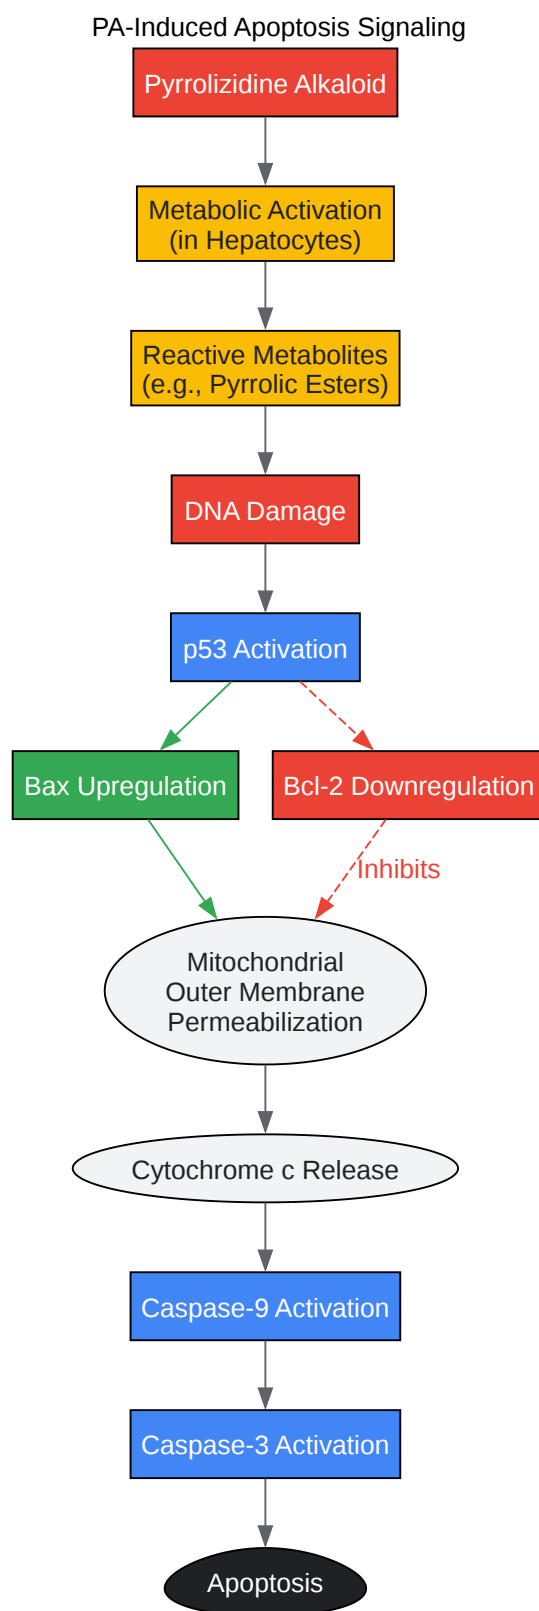 PA-Induced Apoptosis Signaling
Pyrrolizidine Alkaloid
Metabolic Activation
(in Hepatocytes)
Reactive Metabolites
(e.g., Pyrrolic Esters)
DNA Damage
p53 Activation
Bax Upregulation
Bcl-2 Downregulation
Inhibits
Mitochondrial
Outer Membrane
Permeabilization
Cytochrome c Release
Caspase-9 Activation
Caspase-3 Activation
Apoptosis